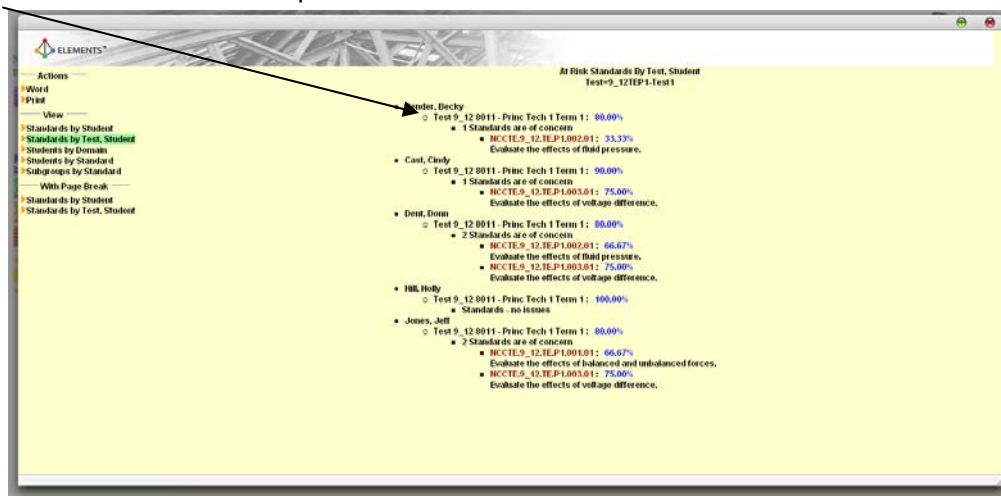 ELEMENTS™
Actions
Word
Print
View
Standards by Student
Standards by Test, Student
Students by Domain
Students by Standard
Subgroups by Standard
With Page Break
Standards by Student
Standards by Test, Student
At Risk Standards By Test, Student
Test=9_12TEP1-Test1
ender, Becky
Test 9_12 8011 - Princ Tech 1 Term 1: 80.00%
1 Standards are of concern
NCCTE.9_12.TE.P1.002.01: 33.33%
Evaluate the effects of fluid pressure.
Cast, Cindy
Test 9_12 8011 - Princ Tech 1 Term 1: 90.00%
1 Standards are of concern
NCCTE.9_12.TE.P1.003.01: 75.00%
Evaluate the effects of voltage difference.
Dent, Donn
Test 9_12 8011 - Princ Tech 1 Term 1: 80.00%
2 Standards are of concern
NCCTE.9_12.TE.P1.002.01: 66.67%
Evaluate the effects of fluid pressure.
NCCTE.9_12.TE.P1.003.01: 75.00%
Evaluate the effects of voltage difference.
Hill, Holly
Test 9_12 8011 - Princ Tech 1 Term 1: 100.00%
Standards - no issues
Jones, Jeff
Test 9_12 8011 - Princ Tech 1 Term 1: 80.00%
2 Standards are of concern
NCCTE.9_12.TE.P1.001.01: 66.67%
Evaluate the effects of balanced and unbalanced forces.
NCCTE.9_12.TE.P1.003.01: 75.00%
Evaluate the effects of voltage difference.